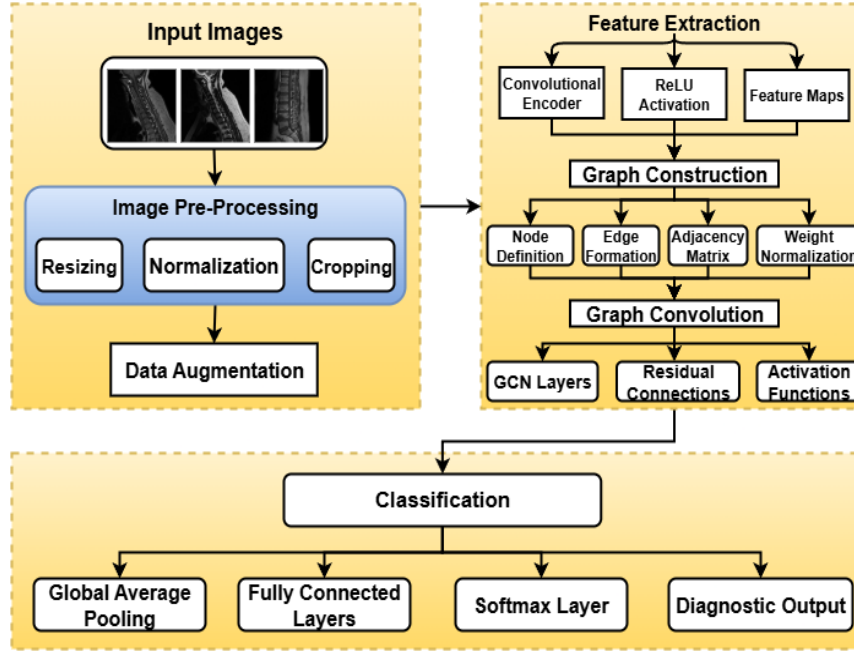 Input Images
Image Pre-Processing
Resizing
Normalization
Cropping
Data Augmentation
Feature Extraction
Convolutional
Encoder
ReLU
Activation
Feature Maps
Graph Construction
Node
Definition
Edge
Formation
Adjacency
Matrix
Weight
Normalization
Graph Convolution
GCN Layers
Residual
Connections
Activation
Functions
Classification
Global Average
Pooling
Fully Connected
Layers
Softmax Layer
Diagnostic Output